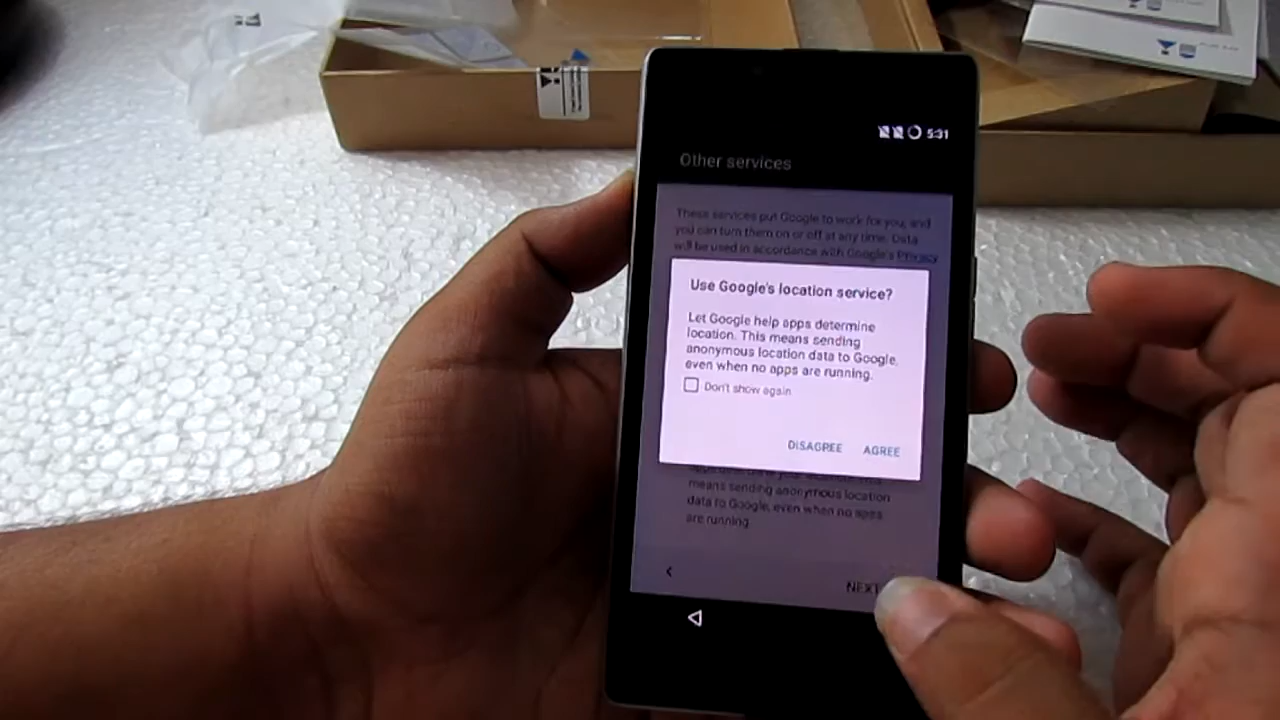 5:31
Other services
These services put Google to work for you, and
you can turn them on or off at any time. Data
will be used in accordance with Google's Privacy
Use Google's location service?
Let Google help apps determine
location. This means sending
anonymous location data to Google,
even when no apps are running.
Don't show again
DISAGREE AGREE
means sending anonymous location
data to Google, even when no apps
are running.
NEXT